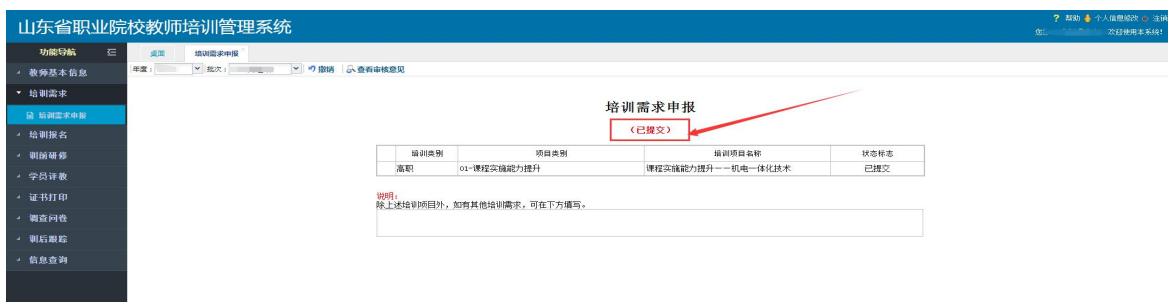 山东省职业院校教师培训管理系统
? 帮助 个人信息修改 注销
欢迎使用本系统!
功能导航
桌面 培训需求申报
年度: 批次: 撤销 查看审核意见
教师基本信息
培训需求
培训需求申报
培训报名
训前研修
学员评教
证书打印
调查问卷
训后跟踪
信息查询
培训需求申报
(已提交)
培训类别 项目类别 培训项目名称 状态标志
高职 01-课程实施能力提升 课程实施能力提升——机电一体化技术 已提交
说明:
除上述培训项目外,如有其他培训需求,可在下方填写。